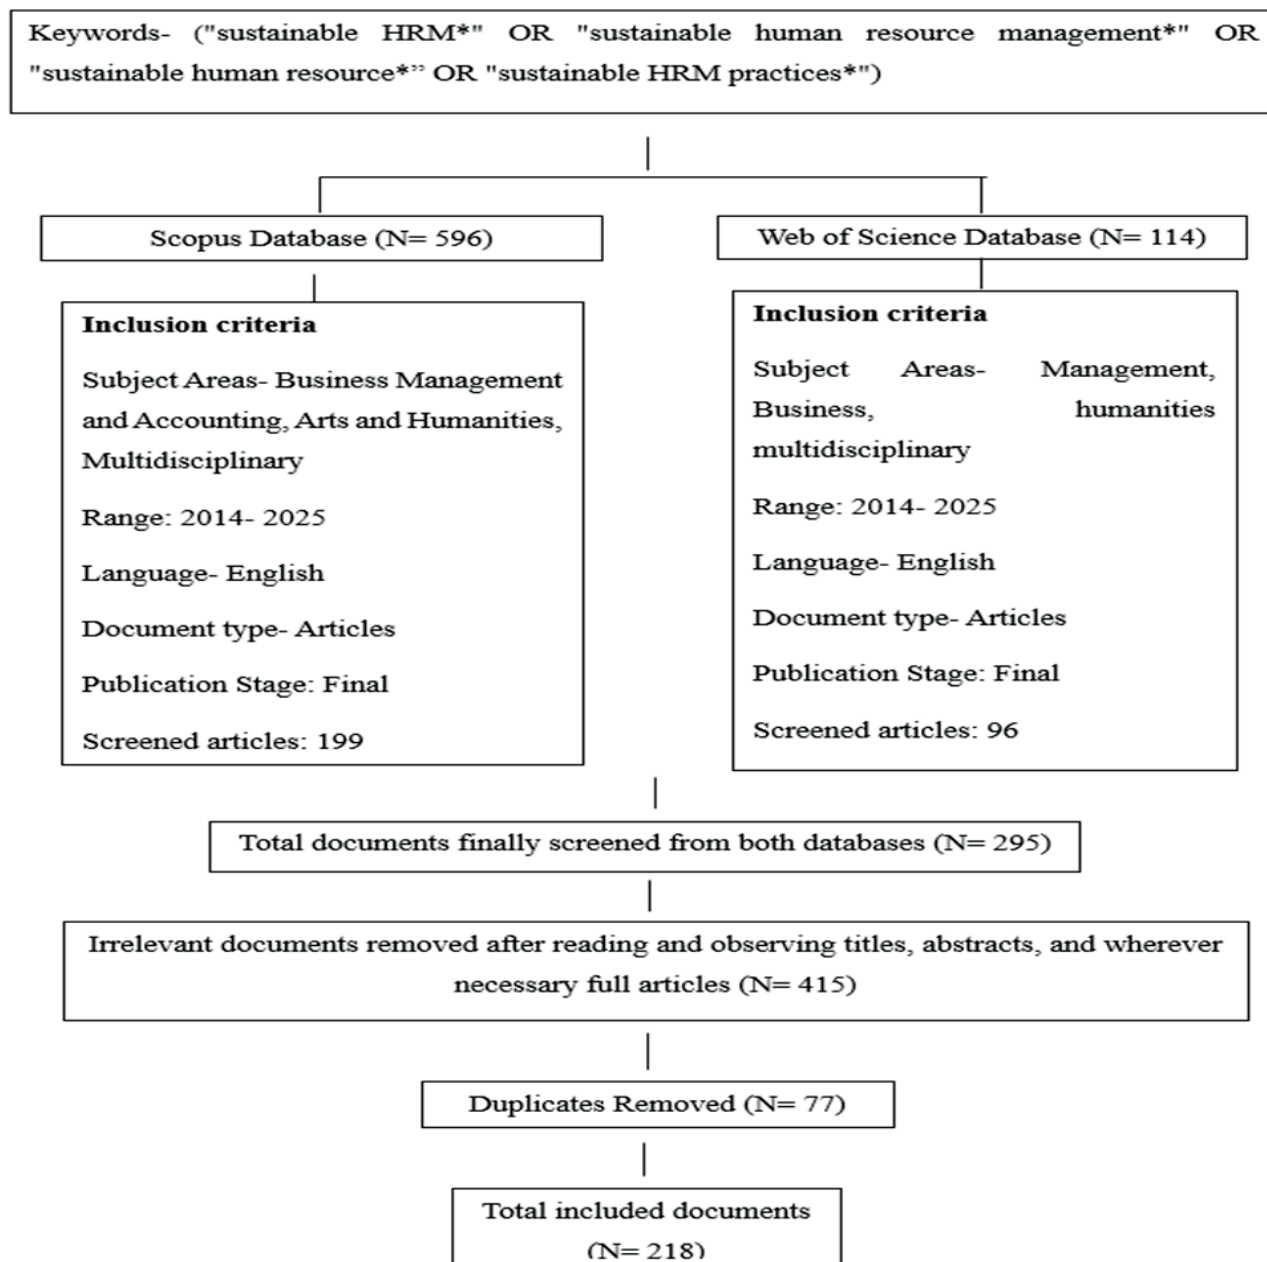 Keywords- ("sustainable HRM*" OR "sustainable human resource management*" OR
"sustainable human resource*” OR "sustainable HRM practices*")
Scopus Database (N= 596)
Web of Science Database (N= 114)
Inclusion criteria
Subject Areas- Business Management
and Accounting, Arts and Humanities,
Multidisciplinary
Range: 2014- 2025
Language- English
Document type- Articles
Publication Stage: Final
Screened articles: 199
Inclusion criteria
Subject Areas- Management,
Business, humanities
multidisciplinary
Range: 2014- 2025
Language- English
Document type- Articles
Publication Stage: Final
Screened articles: 96
Total documents finally screened from both databases (N= 295)
Irrelevant documents removed after reading and observing titles, abstracts, and wherever
necessary full articles (N= 415)
Duplicates Removed (N= 77)
Total included documents
(N= 218)